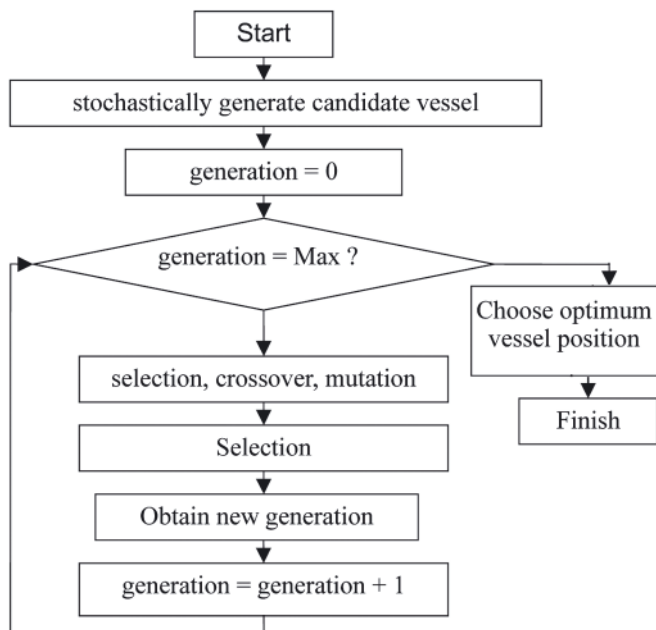 Start
stochastically generate candidate vessel
generation = 0
generation = Max ?
Choose optimum
vessel position
selection, crossover, mutation
Finish
Selection
Obtain new generation
generation = generation + 1